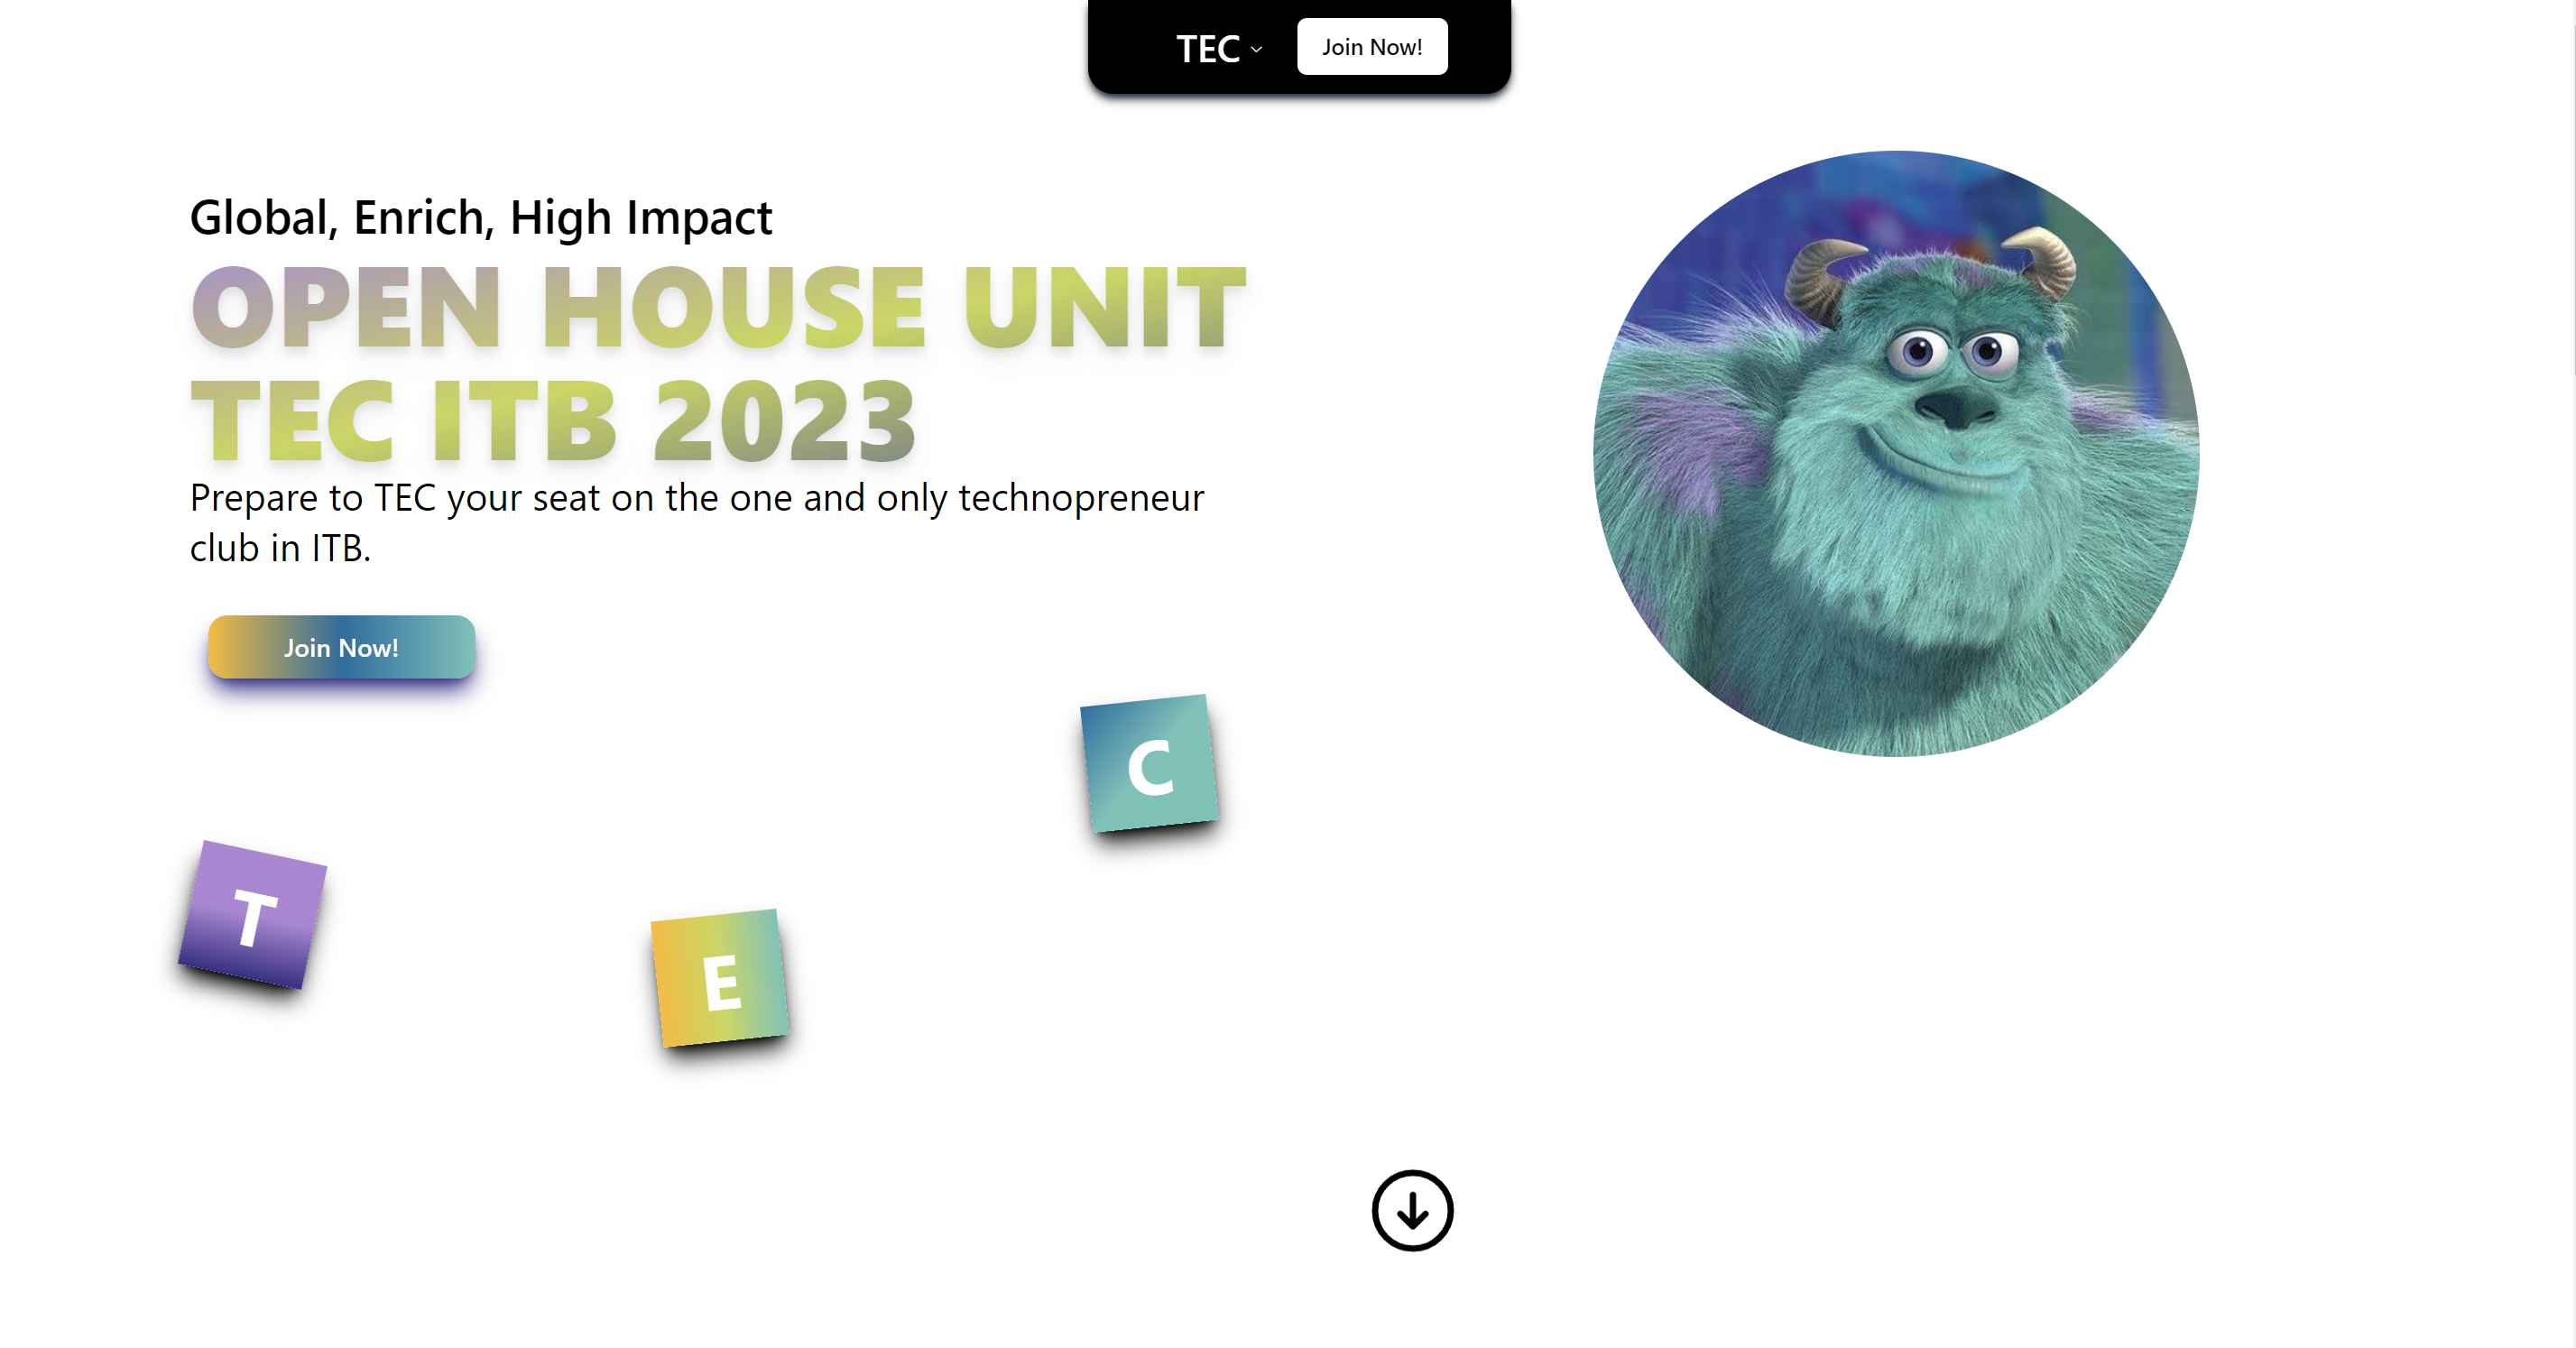 TEC
Join Now!
Global, Enrich, High Impact
OPEN HOUSE UNIT
TEC ITB 2023
Prepare to TEC your seat on the one and only technopreneur
club in ITB.
Join Now!
T
E
C